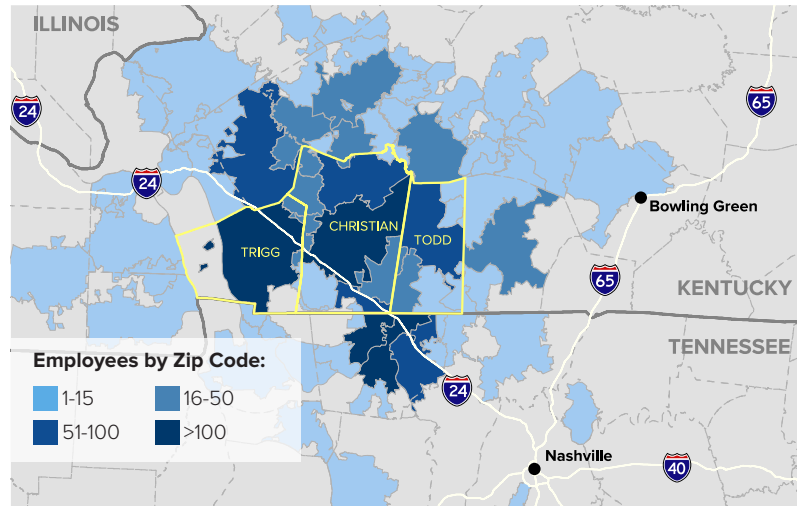 ILLINOIS
24
65
24
Bowling Green
CHRISTIAN
TODD
TRIGG
65
KENTUCKY
TENNESSEE
Employees by Zip Code:
1-15
16-50
51-100
>100
24
Nashville
40